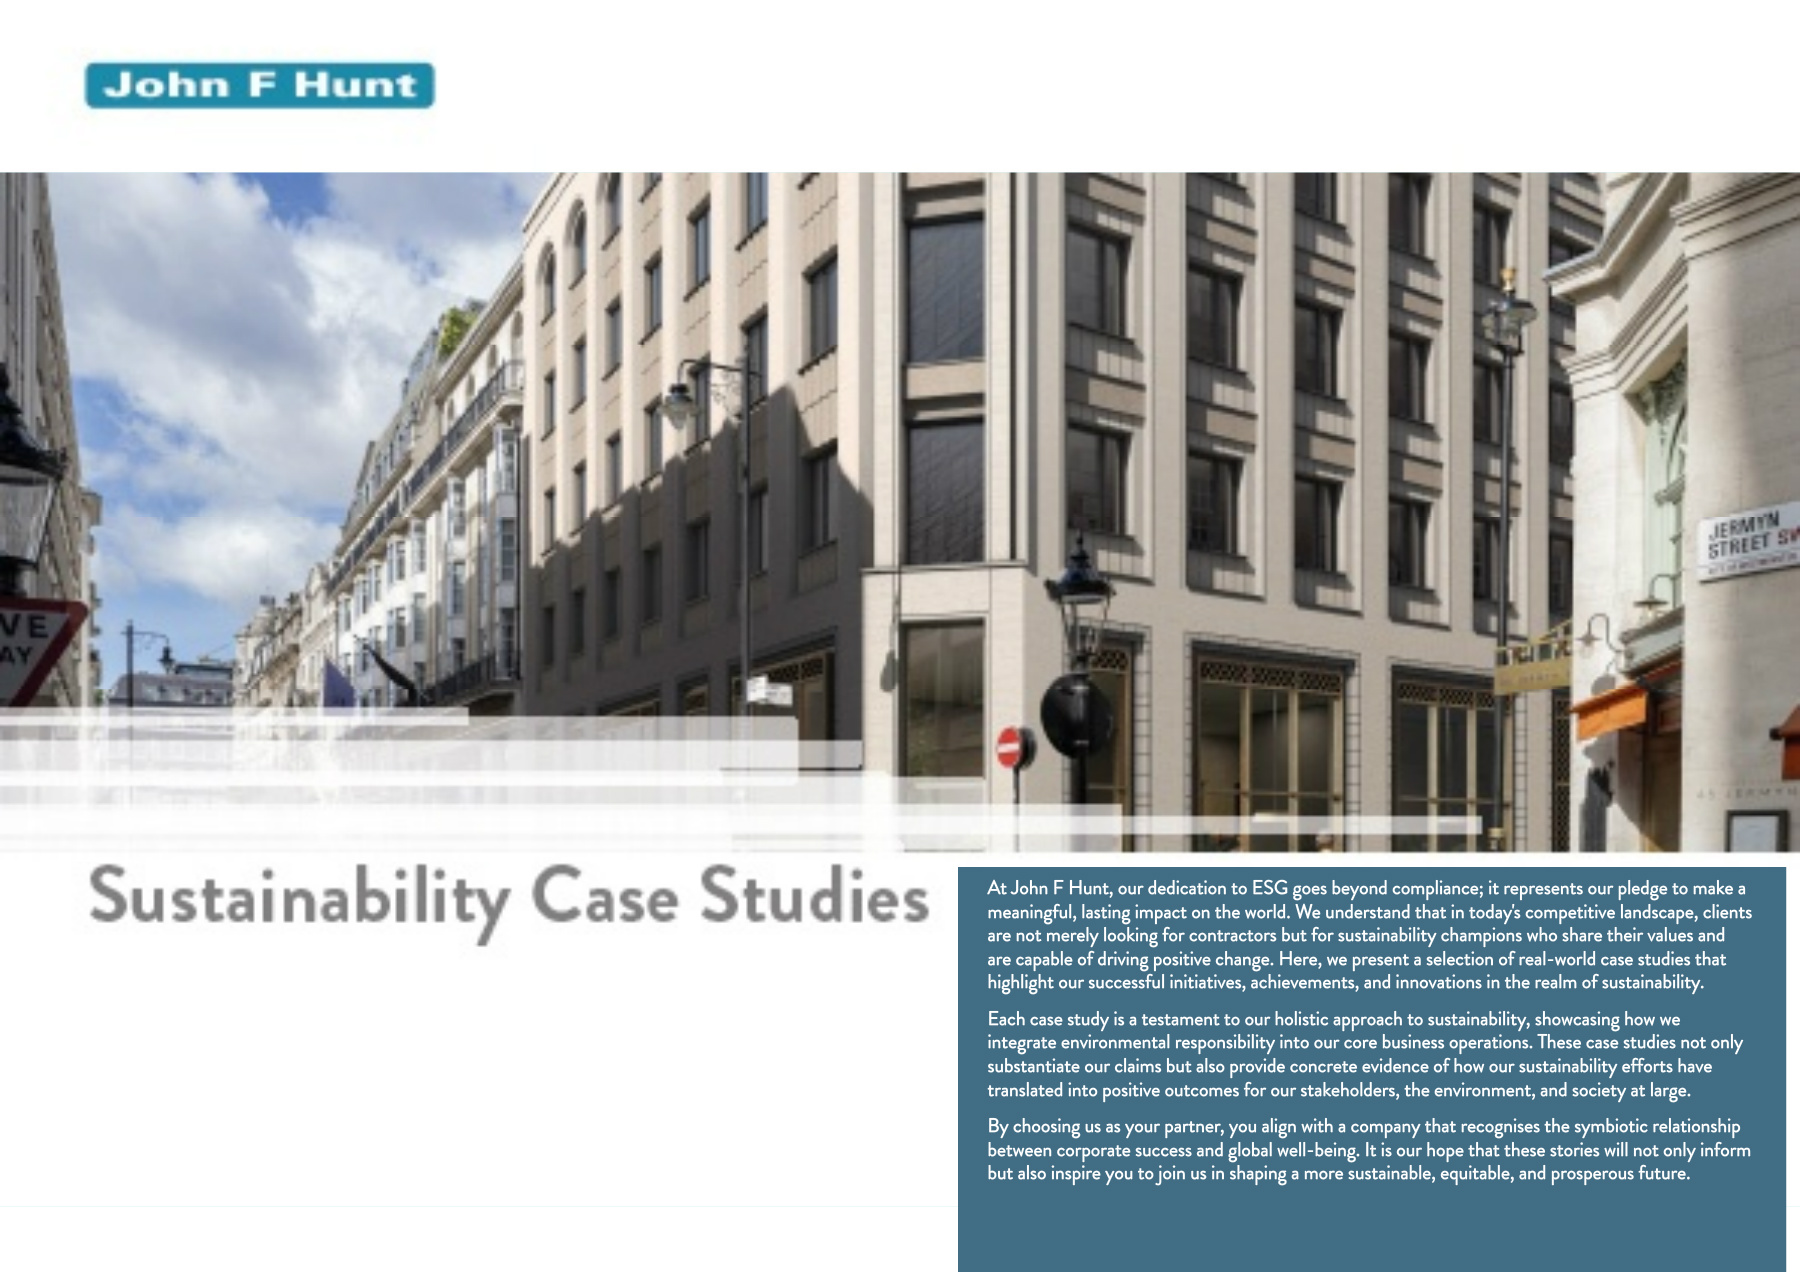 John F Hunt
VE
AY
JERMYN
STREET SW
Sustainability Case Studies
At John F Hunt, our dedication to ESG goes beyond compliance; it represents our pledge to make a
meaningful, lasting impact on the world. We understand that in today's competitive landscape, clients
are not merely looking for contractors but for sustainability champions who share their values and
are capable of driving positive change. Here, we present a selection of real-world case studies that
highlight our successful initiatives, achievements, and innovations in the realm of sustainability.
Each case study is a testament to our holistic approach to sustainability, showcasing how we
integrate environmental responsibility into our core business operations. These case studies not only
substantiate our claims but also provide concrete evidence of how our sustainability efforts have
translated into positive outcomes for our stakeholders, the environment, and society at large.
By choosing us as your partner, you align with a company that recognises the symbiotic relationship
between corporate success and global well-being. It is our hope that these stories will not only inform
but also inspire you to join us in shaping a more sustainable, equitable, and prosperous future.